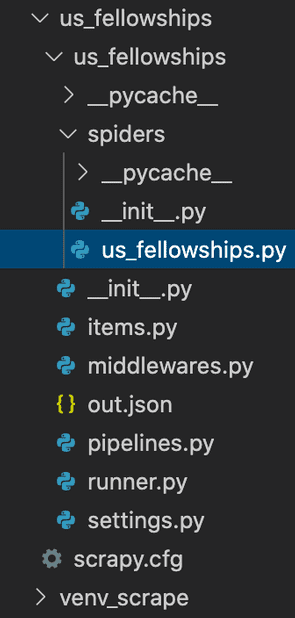 us_fellowships
us_fellowships
__pycache__
spiders
__pycache__
__init__.py
us_fellowships.py
__init__.py
items.py
middlewares.py
{} out.json
pipelines.py
runner.py
settings.py
scrapy.cfg
venv_scrape